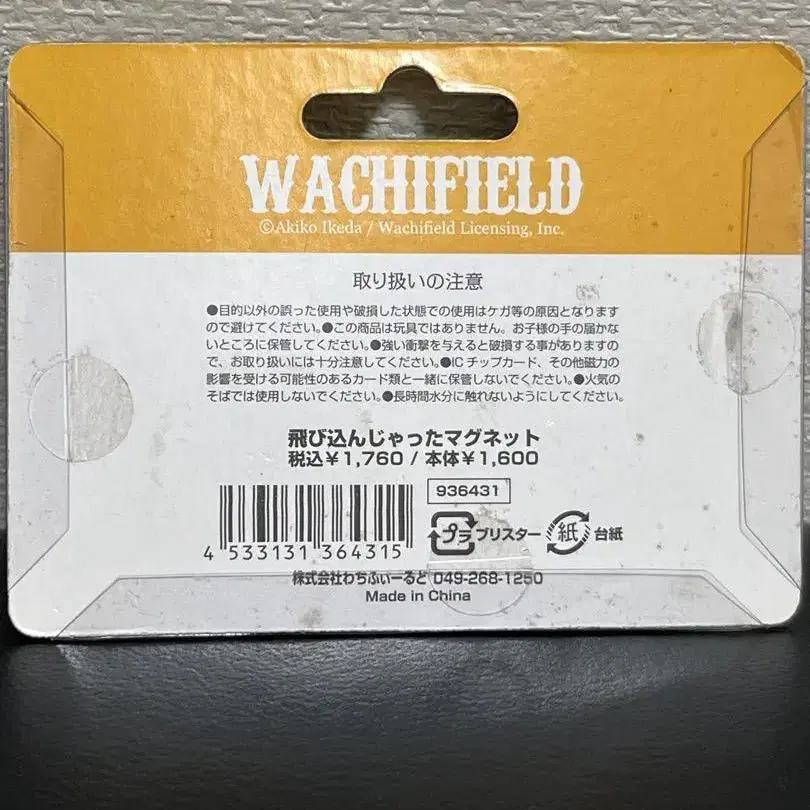 WACHIFIELD
©Akiko Ikeda / Wachifield Licensing, Inc.
取り扱いの注意
●目的以外の誤った使用や破損した状態での使用はケガ等の原因となります
ので避けてください。●この商品は玩具ではありません。お子様の手の届かな
いところに保管してください。●強い衝撃を与えると破損する事がありますの
で、お取り扱いには十分注意してください。●ICチップカード、その他磁力の
影響を受ける可能性のあるカード類と一緒に保管しないでください。●火気の
そばでは使用しないでください。●長時間水分に触れないようにしてください。
飛び込んじゃったマグネット
税込￥1,760 / 本体￥1,600
936431
4 533131 364315
プラ ブリスター 紙 台紙
株式会社わちふぃーるど 049-268-1250
Made in China